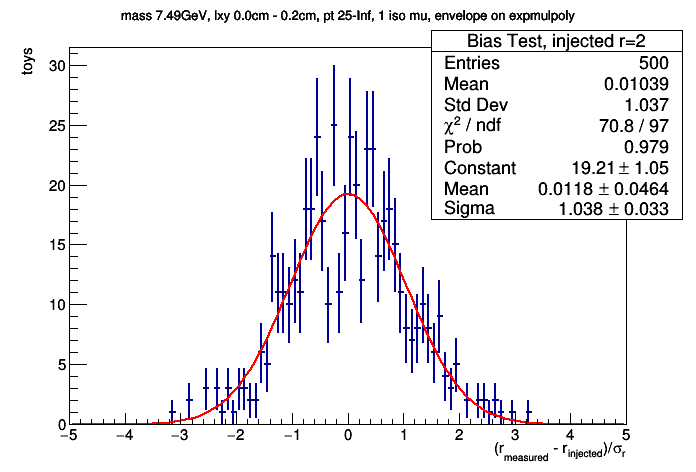 mass 7.49GeV, lxy 0.0cm - 0.2cm, pt 25-Inf, 1 iso mu, envelope on expmulpoly
Bias Test, injected r=2
Entries 500
Mean 0.01039
Std Dev 1.037
χ² / ndf 70.8 / 97
Prob 0.979
Constant 19.21 ± 1.05
Mean 0.0118 ± 0.0464
Sigma 1.038 ± 0.033
toys
30
25
20
15
10
5
0
−5 −4 −3 −2 −1 0 1 2 3 4 5
(r_measured - r_injected)/σ_r